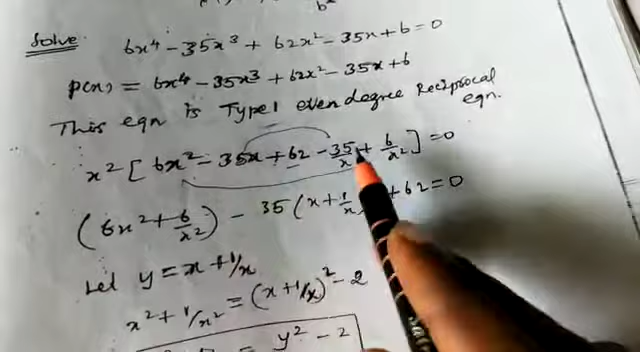 Solve 6x⁴ - 35x³ + 62x² - 35x + 6 = 0
p(x) = 6x⁴ - 35x³ + 62x² - 35x + 6
This eqn is Type1 even degree Reciprocal eqn.
x² [ 6x² - 35x + 62 - 35/x + 6/x² ] = 0
(6x² + 6/x²) - 35 (x + 1/x) + 62 = 0
Let y = x + 1/x
x² + 1/x² = (x + 1/x)² - 2
= y² - 2